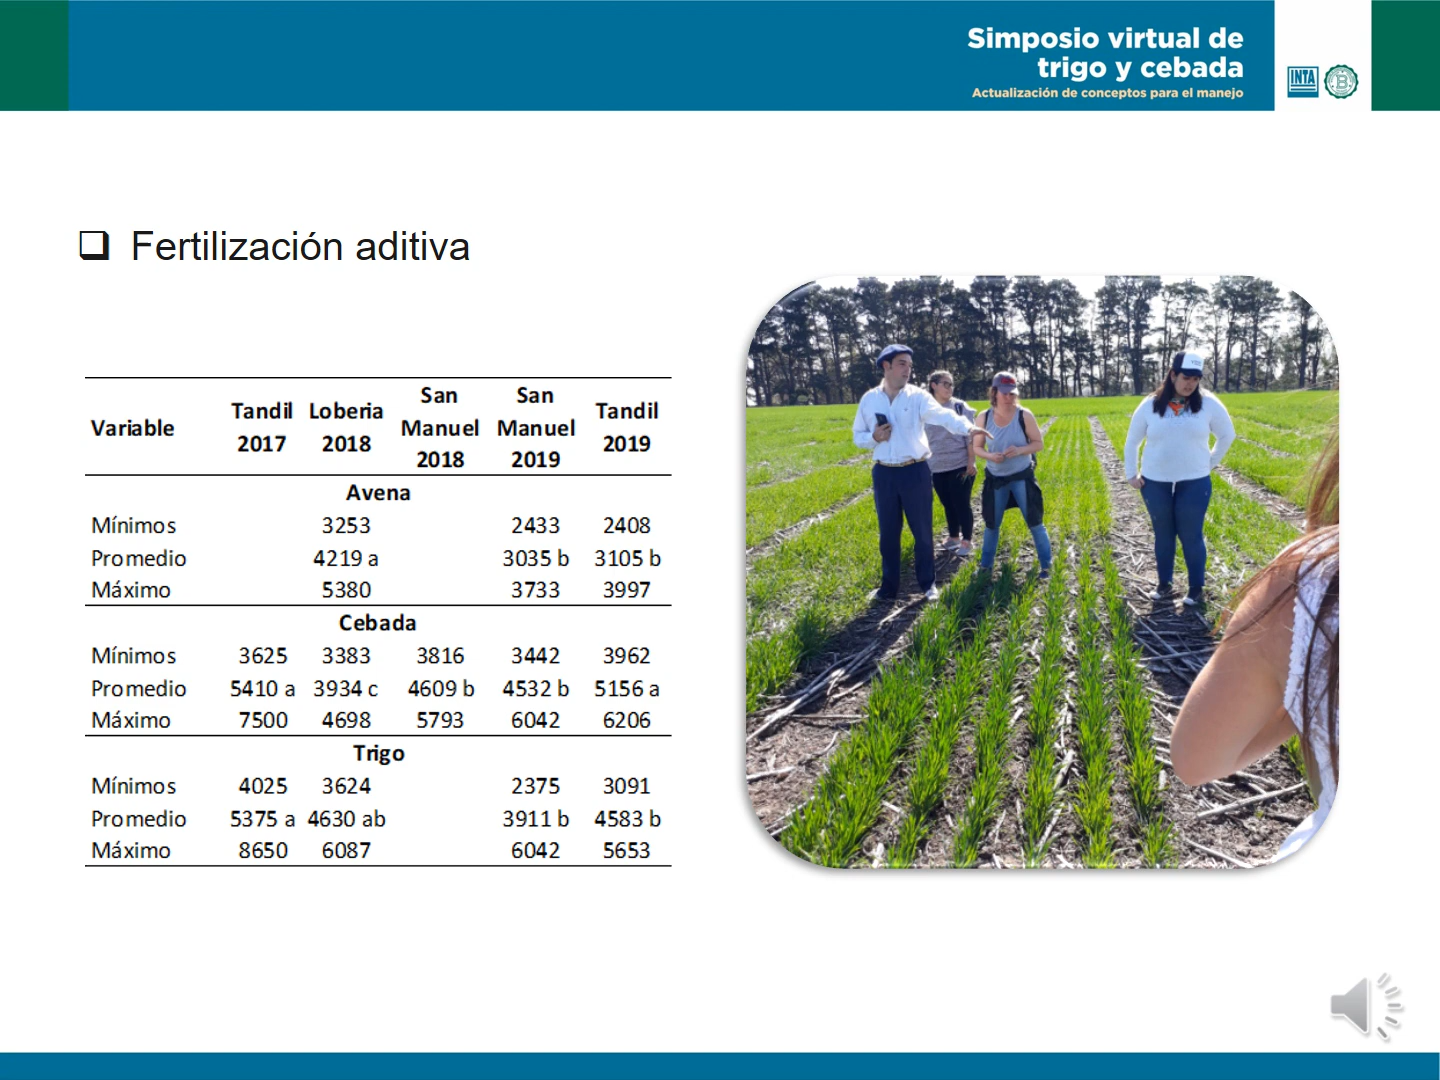 Simposio virtual de
trigo y cebada
Actualización de conceptos para el manejo
INTA
B
❑ Fertilización aditiva
Variable Tandil 2017 Loberia 2018 San Manuel 2018 San Manuel 2019 Tandil 2019
Avena
Mínimos 3253 2433 2408
Promedio 4219 a 3035 b 3105 b
Máximo 5380 3733 3997
Cebada
Mínimos 3625 3383 3816 3442 3962
Promedio 5410 a 3934 c 4609 b 4532 b 5156 a
Máximo 7500 4698 5793 6042 6206
Trigo
Mínimos 4025 3624 2375 3091
Promedio 5375 a 4630 ab 3911 b 4583 b
Máximo 8650 6087 6042 5653